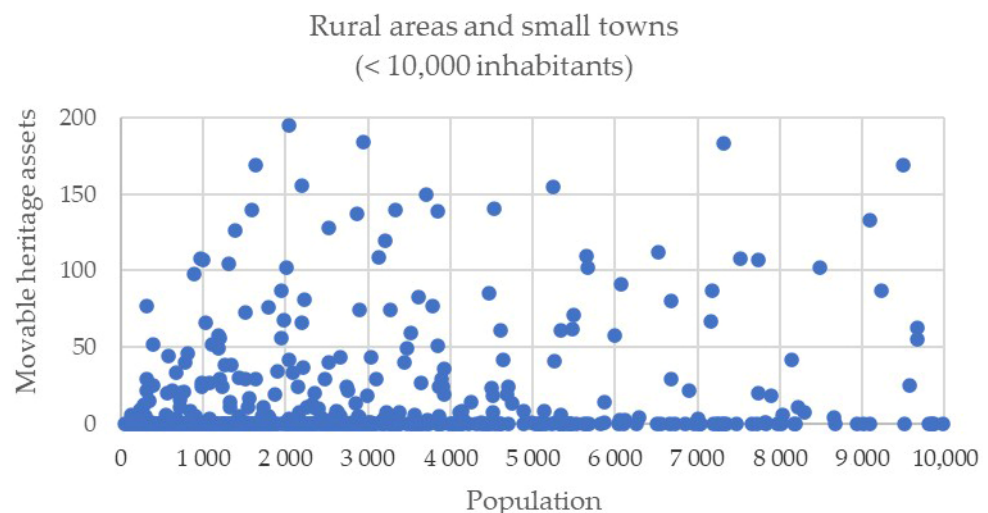 Rural areas and small towns
(< 10,000 inhabitants)
Movable heritage assets
200
150
100
50
0
0 1 000 2 000 3 000 4 000 5 000 6 000 7 000 8 000 9 000 10,000
Population